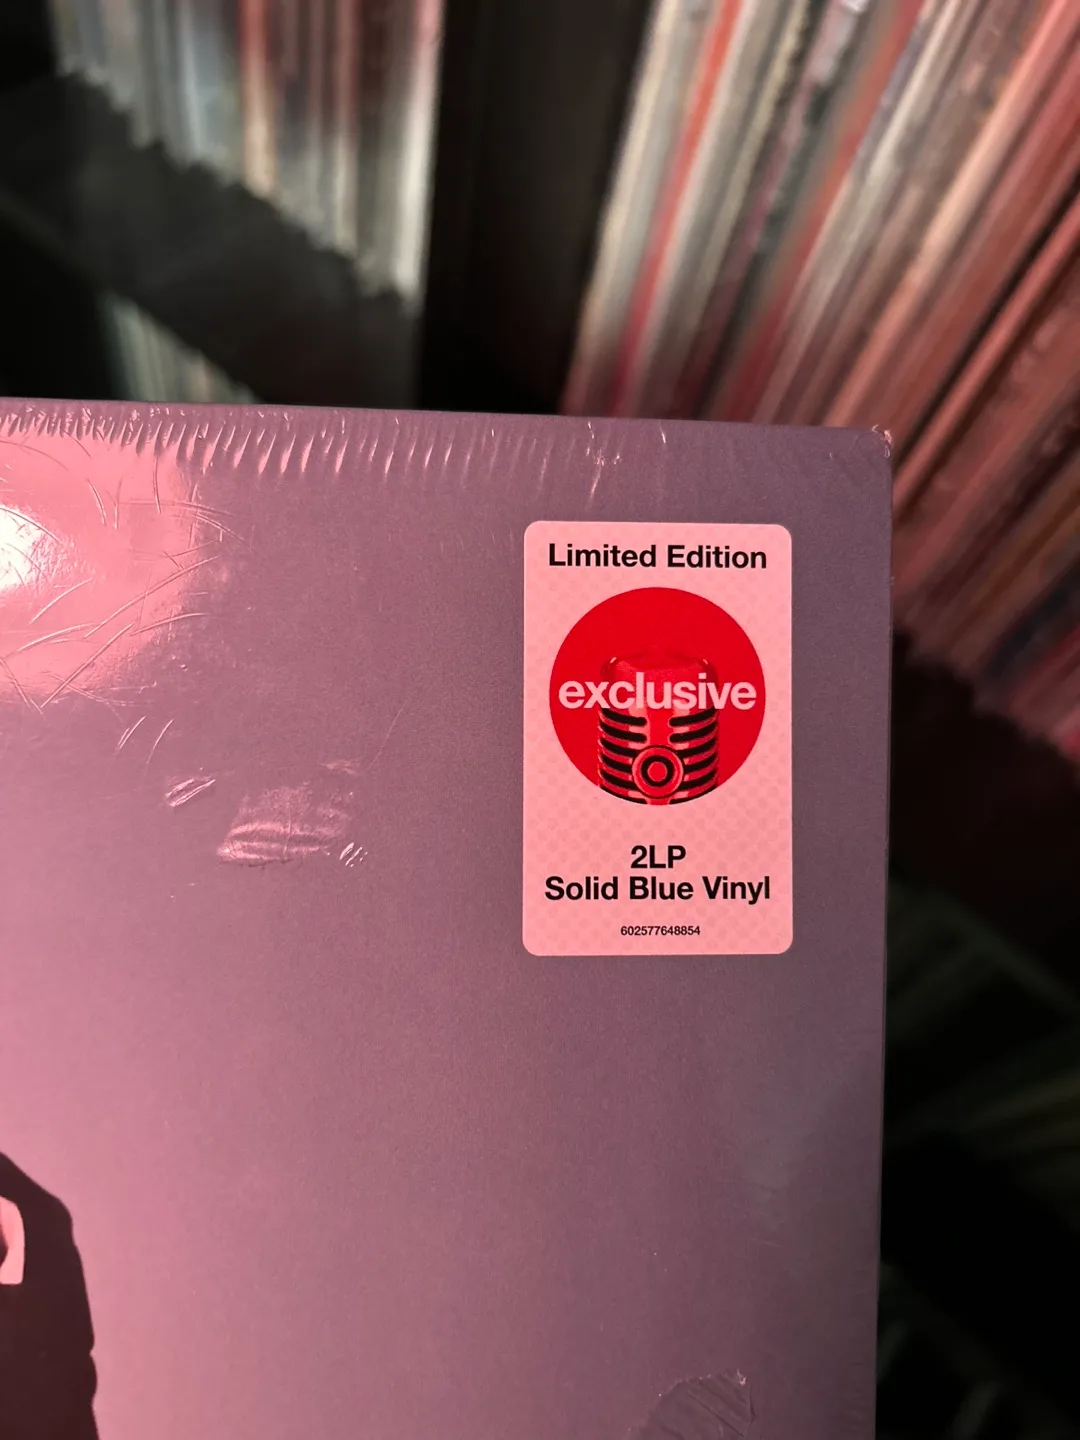 Limited Edition
exclusive
2LP
Solid Blue Vinyl
602577648854